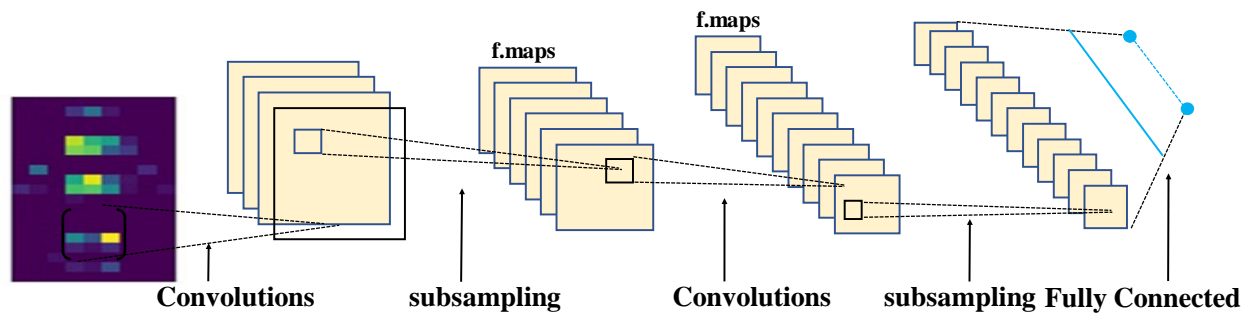 f.maps
f.maps
Convolutions
subsampling
Convolutions
subsampling
Fully Connected